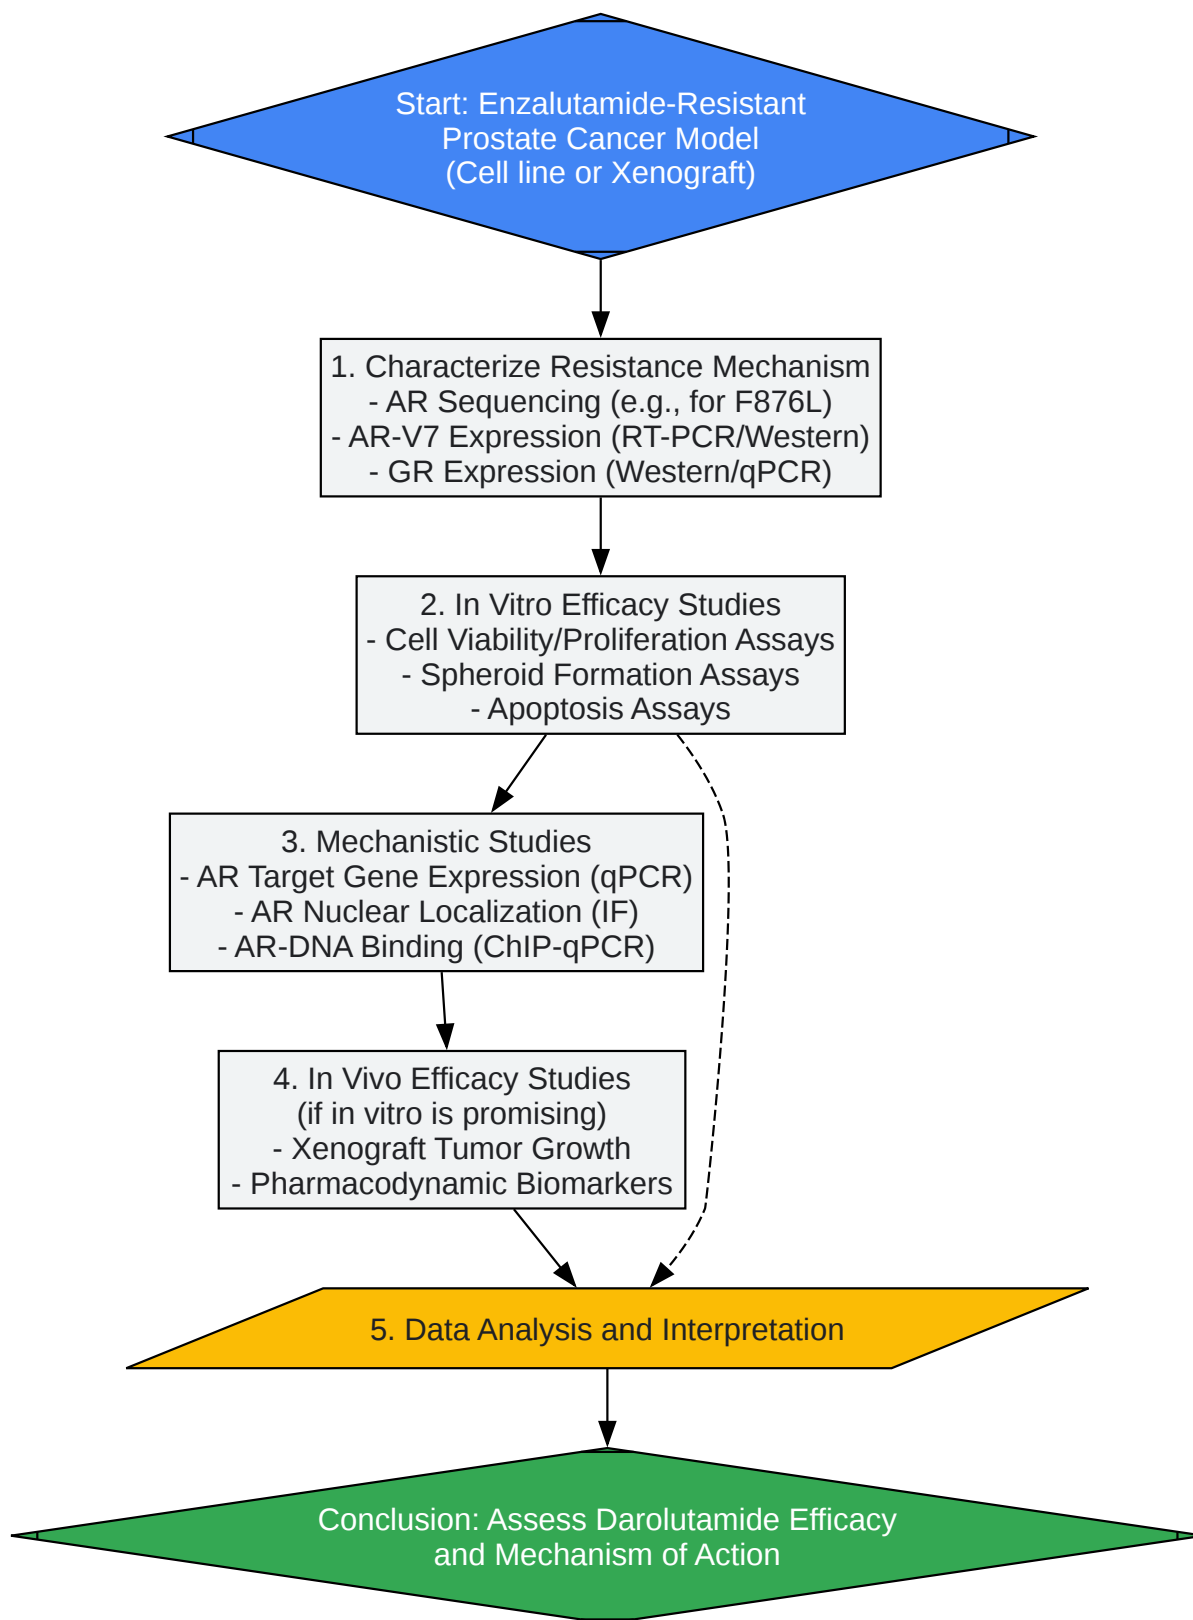 Start: Enzalutamide-Resistant
Prostate Cancer Model
(Cell line or Xenograft)
1. Characterize Resistance Mechanism
- AR Sequencing (e.g., for F876L)
- AR-V7 Expression (RT-PCR/Western)
- GR Expression (Western/qPCR)
2. In Vitro Efficacy Studies
- Cell Viability/Proliferation Assays
- Spheroid Formation Assays
- Apoptosis Assays
3. Mechanistic Studies
- AR Target Gene Expression (qPCR)
- AR Nuclear Localization (IF)
- AR-DNA Binding (ChIP-qPCR)
4. In Vivo Efficacy Studies
(if in vitro is promising)
- Xenograft Tumor Growth
- Pharmacodynamic Biomarkers
5. Data Analysis and Interpretation
Conclusion: Assess Darolutamide Efficacy
and Mechanism of Action